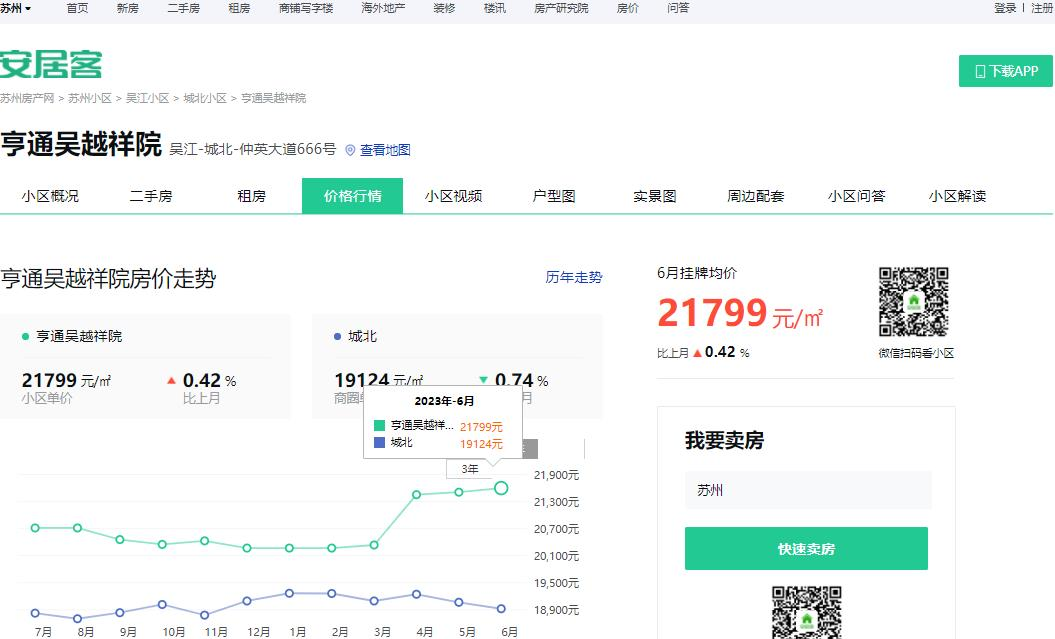 苏州 首页 新房 二手房 租房 商铺写字楼 海外地产 装修 楼讯 房产研究院 房价 问答 登录 | 注册
安居客
下载APP
苏州房产网 > 苏州小区 > 吴江小区 > 城北小区 > 亨通吴越祥院
亨通吴越祥院 吴江-城北-仲英大道666号 查看地图
小区概况 二手房 租房 价格行情 小区视频 户型图 实景图 周边配套 小区问答 小区解读
亨通吴越祥院房价走势 历年走势
亨通吴越祥院
21799 元/㎡ 0.42 %
小区单价 比上月
城北
19124 元/㎡ 0.74 %
商圈 月
2023年-6月
亨通吴越祥... 21799元
城北 19124元
3年
21,900元
21,300元
20,700元
20,100元
19,500元
18,900元
7月 8月 9月 10月 11月 12月 1月 2月 3月 4月 5月 6月
6月挂牌均价
21799 元/㎡
比上月 0.42 %
微信扫码看小区
我要卖房
苏州
快速卖房